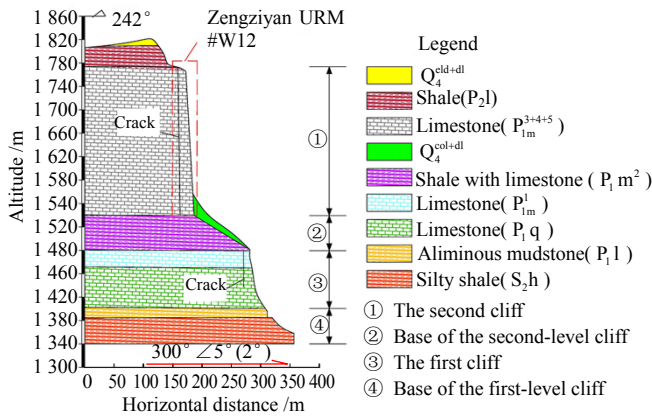 242°
Zengziyan URM
#W12
Altitude /m
1 860
1 820
1 780
1 740
1 700
1 660
1 620
1 580
1 540
1 520
1 480
1 460
1 420
1 380
1 340
1 300
Crack
Crack
①
②
③
④
300° ∠5° (2°)
0 50 100 150 200 250 300 350 400
Horizontal distance /m
Legend
Q₄ᵉˡᵈ⁺ᵈˡ
Shale(P₂l)
Limestone( P₁ₘ³⁺⁴⁺⁵)
Q₄ᶜᵒˡ⁺ᵈˡ
Shale with limestone ( P₁ m²)
Limestone( P₁ₘ¹ )
Limestone( P₁ q)
Aliminous mudstone( P₁ l)
Silty shale( S₂h)
① The second cliff
② Base of the second-level cliff
③ The first cliff
④ Base of the first-level cliff